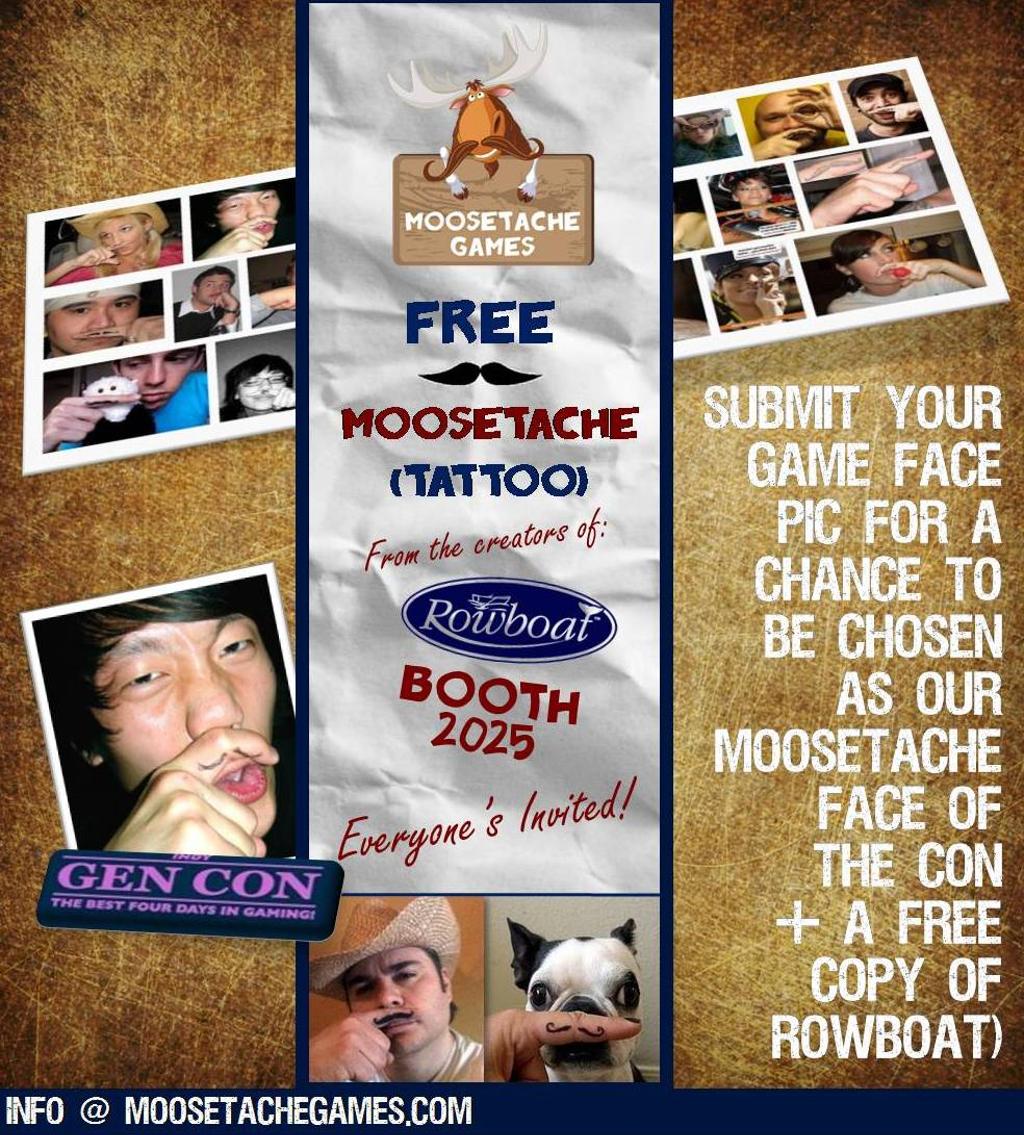 MOOSETACHE
GAMES
FREE
MOOSETACHE
(TATTOO)
From the creators of:
Rowboat™
BOOTH
2025
Everyone's Invited!
INDY
GEN CON
THE BEST FOUR DAYS IN GAMING!
SUBMIT YOUR
GAME FACE
PIC FOR A
CHANCE TO
BE CHOSEN
AS OUR
MOOSETACHE
FACE OF
THE CON
+ A FREE
COPY OF
ROWBOAT)
INFO @ MOOSETACHEGAMES.COM